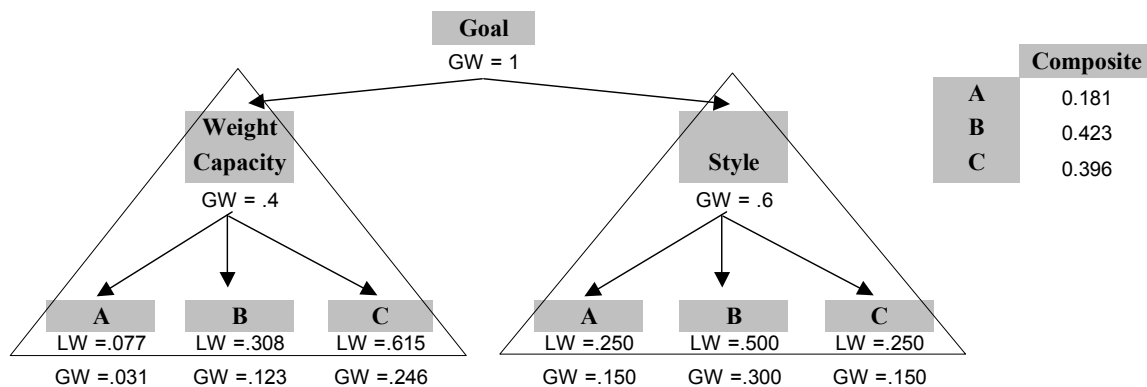 Goal
GW = 1
Composite
A 0.181
B 0.423
C 0.396
Weight
Capacity
GW = .4
Style
GW = .6
A B C
LW =.077 LW =.308 LW =.615
GW =.031 GW =.123 GW =.246
A B C
LW =.250 LW =.500 LW =.250
GW =.150 GW =.300 GW =.150